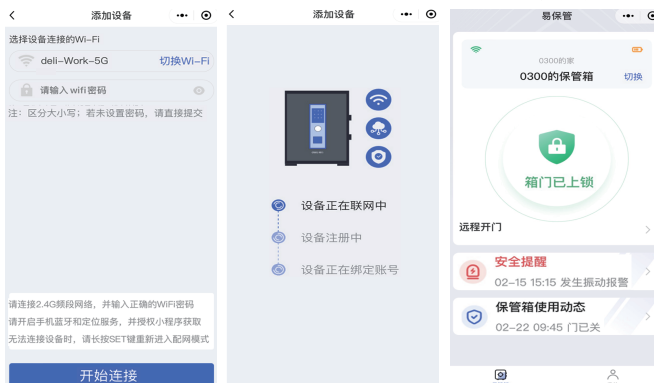 添加设备
选择设备连接的Wi-Fi
deli-Work-5G 切换Wi-Fi
请输入wifi密码
注：区分大小写；若未设置密码，请直接提交
请连接2.4G频段网络，并输入正确的WiFi密码
请开启手机蓝牙和定位服务，并授权小程序获取
无法连接设备时，请长按SET键重新进入配网模式
开始连接
添加设备
设备正在联网中
设备注册中
设备正在绑定账号
易保管
0300的家
0300的保管箱 切换
箱门已上锁
远程开门
安全提醒
02-15 15:15 发生振动报警
保管箱使用动态
02-22 09:45 门已关